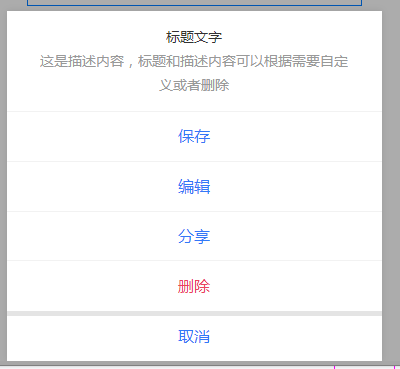 标题文字
这是描述内容，标题和描述内容可以根据需要自定
义或者删除
保存
编辑
分享
删除
取消